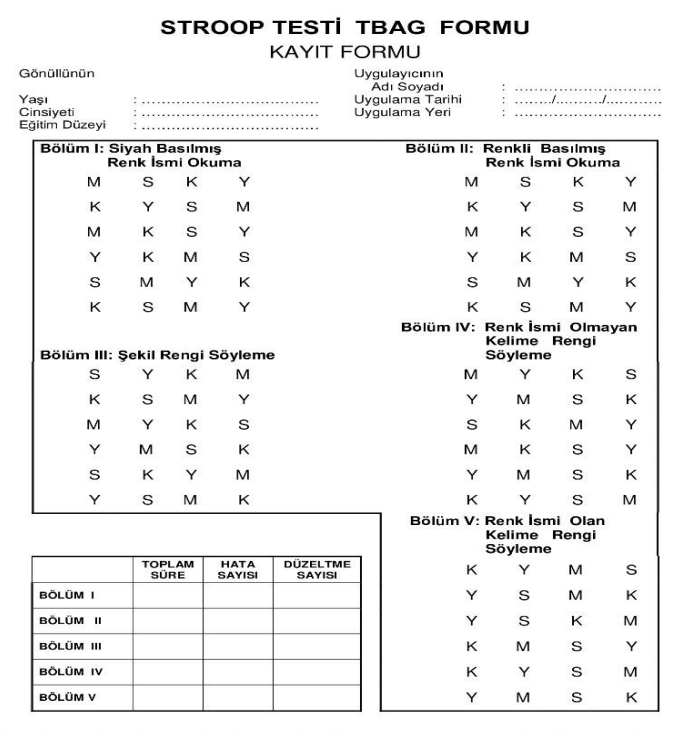 STROOP TESTİ TBAG FORMU
KAYIT FORMU
Gönüllünün
Yaşı : ..................................
Cinsiyeti : ..................................
Eğitim Düzeyi : ..................................
Uygulayıcının
Adı Soyadı : ............................
Uygulama Tarihi : ......./........./...........
Uygulama Yeri : ............................
Bölüm I: Siyah Basılmış
Renk İsmi Okuma
M S K Y
K Y S M
M K S Y
Y K M S
S M Y K
K S M Y
Bölüm II: Renkli Basılmış
Renk İsmi Okuma
M S K Y
K Y S M
M K S Y
Y K M S
S M Y K
K S M Y
Bölüm III: Şekil Rengi Söyleme
S Y K M
K S M Y
M Y K S
Y M S K
S K Y M
Y S M K
Bölüm IV: Renk İsmi Olmayan
Kelime Rengi
Söyleme
M Y K S
Y M S K
S K M Y
M K S Y
Y M S K
K Y S M
Bölüm V: Renk İsmi Olan
Kelime Rengi
Söyleme
K Y M S
Y S M K
Y S K M
K M S Y
K Y S M
Y M S K
TOPLAM SÜRE HATA SAYISI DÜZELTME SAYISI
BÖLÜM I
BÖLÜM II
BÖLÜM III
BÖLÜM IV
BÖLÜM V